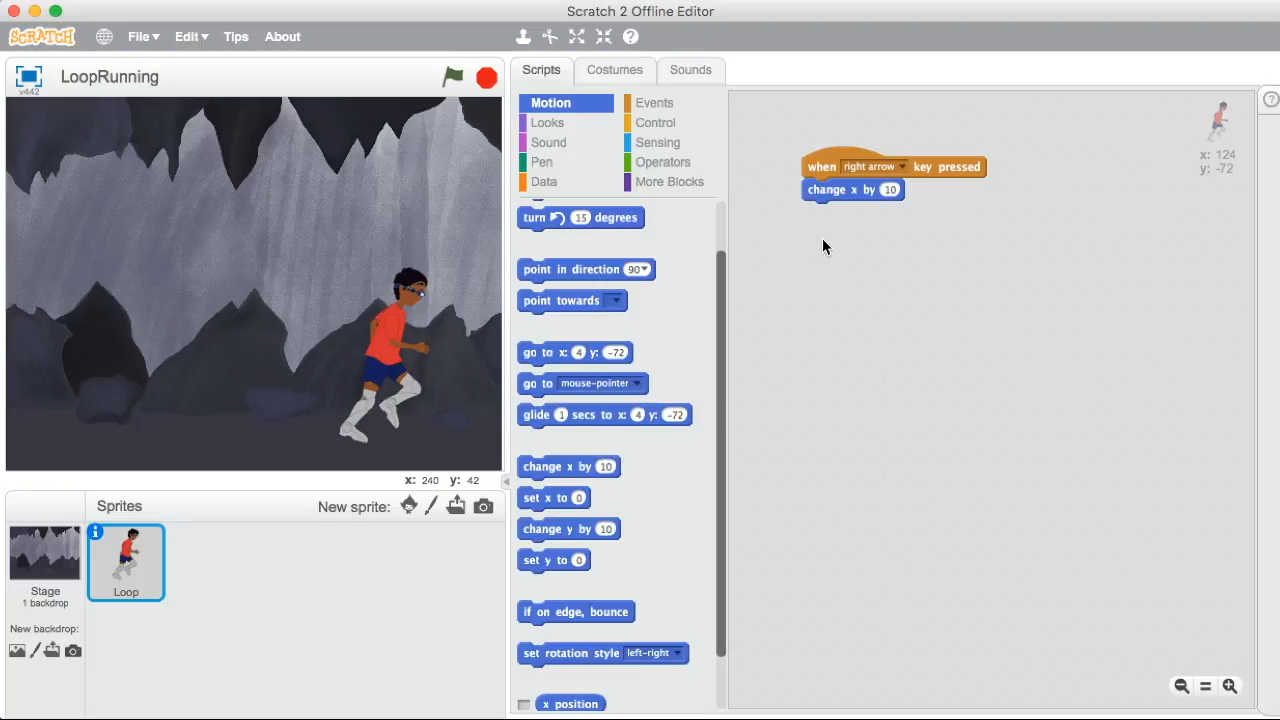 Scratch 2 Offline Editor
SCRATCH File Edit Tips About
v442
LoopRunning
x: 240 y: 42
Sprites New sprite:
Stage
1 backdrop
New backdrop:
Loop
Scripts Costumes Sounds
Motion Events
Looks Control
Sound Sensing
Pen Operators
Data More Blocks
turn 15 degrees
point in direction 90
point towards
go to x: 4 y: -72
go to mouse-pointer
glide 1 secs to x: 4 y: -72
change x by 10
set x to 0
change y by 10
set y to 0
if on edge, bounce
set rotation style left-right
x position
when right arrow key pressed
change x by 10
x: 124
y: -72